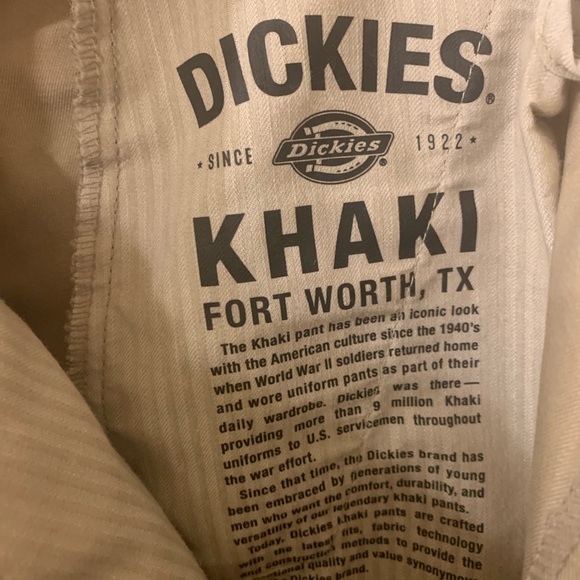 DICKIES®
* SINCE Dickies® 1922 *
KHAKI
FORT WORTH, TX
The Khaki pant has been an iconic look
with the American culture since the 1940's
when World War II soldiers returned home
and wore uniform pants as part of their
daily wardrobe. Dickies was there—
providing more than 9 million Khaki
uniforms to U.S. servicemen throughout
the war effort.
Since that time, the Dickies brand has
been embraced by generations of young
men who want the comfort, durability, and
versatility of our legendary khaki pants.
Today, Dickies khaki pants are crafted
with the latest fits, fabric technology
and construction methods to provide the
quality and value synonymous
Dickies brand.